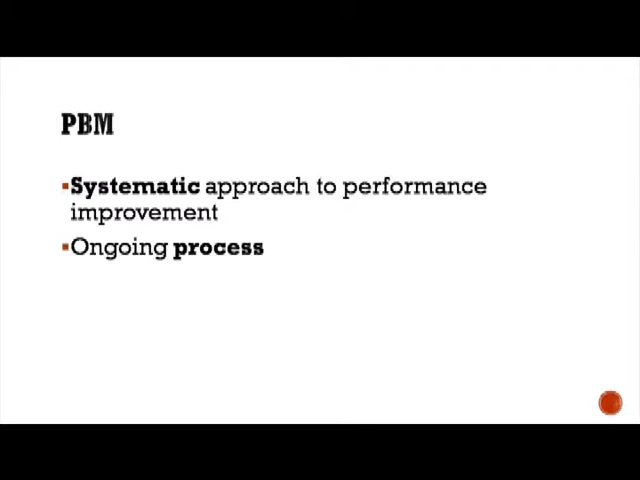 PBM
▪Systematic approach to performance
improvement
▪Ongoing process